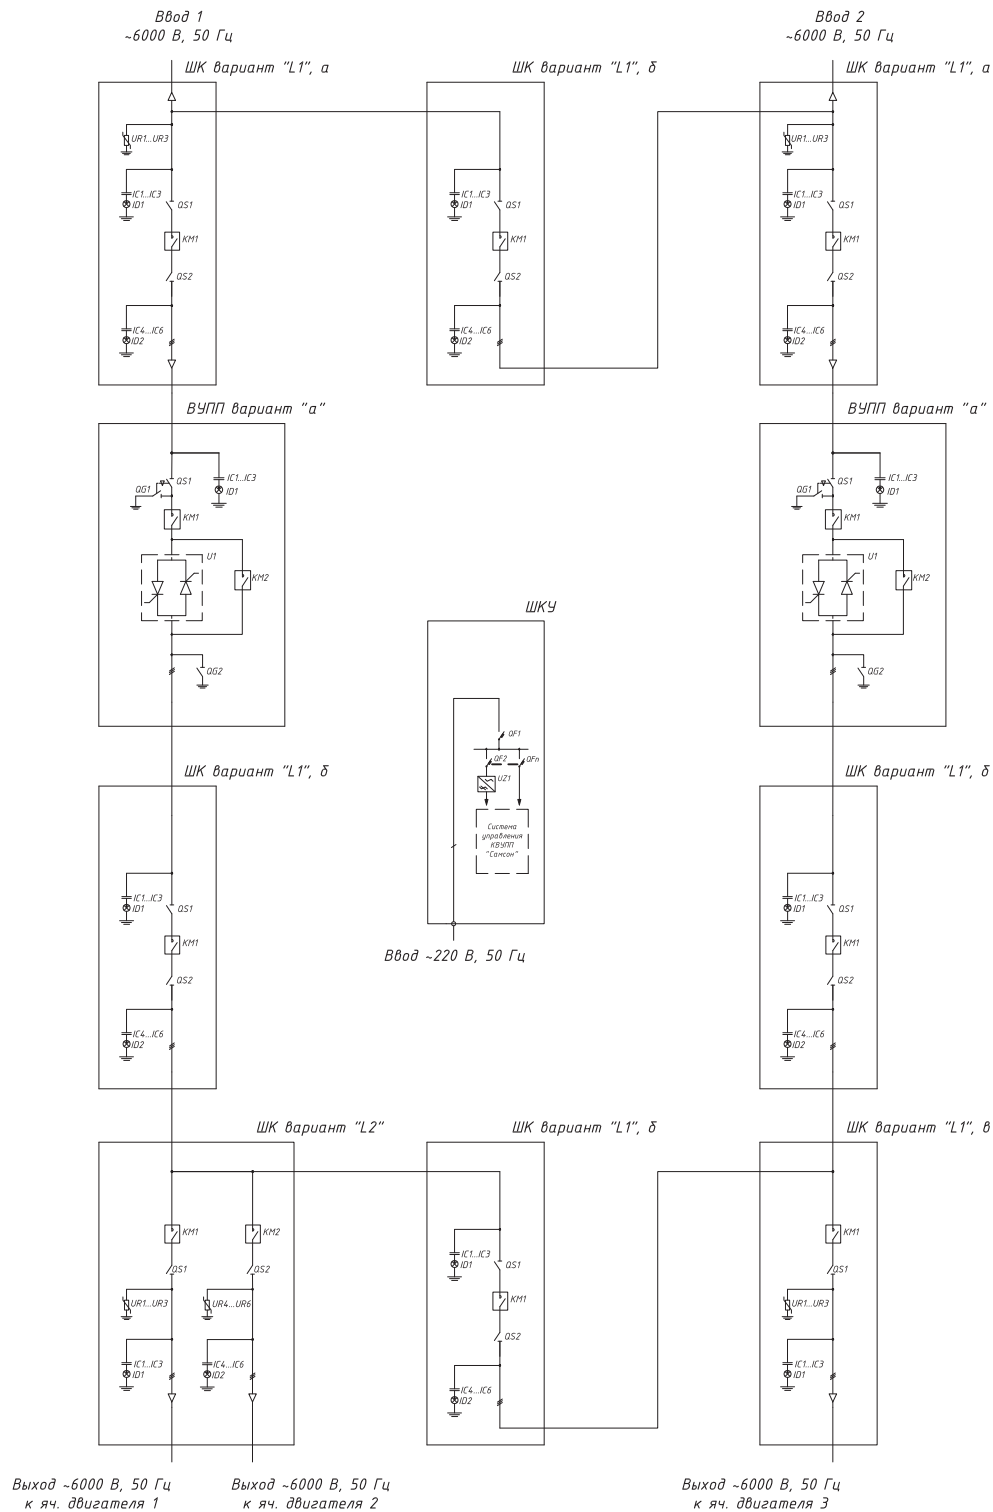 Ввод 1
~6000 В, 50 Гц
Ввод 2
~6000 В, 50 Гц
ШК вариант "L1", а
ШК вариант "L1", б
ШК вариант "L1", а
UR1...UR3
IC1...IC3
ID1
QS1
KM1
QS2
IC4...IC6
ID2
IC1...IC3
ID1
QS1
KM1
QS2
IC4...IC6
ID2
UR1...UR3
IC1...IC3
ID1
QS1
KM1
QS2
IC4...IC6
ID2
ВУПП вариант "а"
ВУПП вариант "а"
QG1
QS1
IC1...IC3
ID1
KM1
U1
KM2
QG2
QG1
QS1
IC1...IC3
ID1
KM1
U1
KM2
QG2
ШКУ
QF1
QF2
QFn
UZ1
Система
управления
КВУПП
"Самсон"
Ввод ~220 В, 50 Гц
ШК вариант "L1", б
ШК вариант "L1", б
IC1...IC3
ID1
QS1
KM1
QS2
IC4...IC6
ID2
IC1...IC3
ID1
QS1
KM1
QS2
IC4...IC6
ID2
ШК вариант "L2"
ШК вариант "L1", б
ШК вариант "L1", в
KM1
KM2
QS1
QS2
UR1...UR3
UR4...UR6
IC1...IC3
ID1
IC4...IC6
ID2
IC1...IC3
ID1
QS1
KM1
QS2
IC4...IC6
ID2
KM1
QS1
UR1...UR3
IC1...IC3
ID1
Выход ~6000 В, 50 Гц
к яч. двигателя 1
Выход ~6000 В, 50 Гц
к яч. двигателя 2
Выход ~6000 В, 50 Гц
к яч. двигателя 3